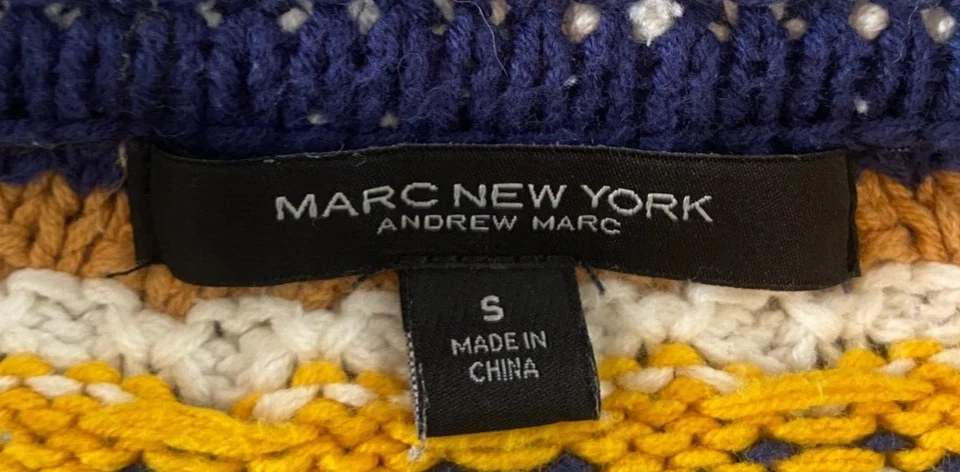 MARC NEW YORK
ANDREW MARC
S
MADE IN
CHINA